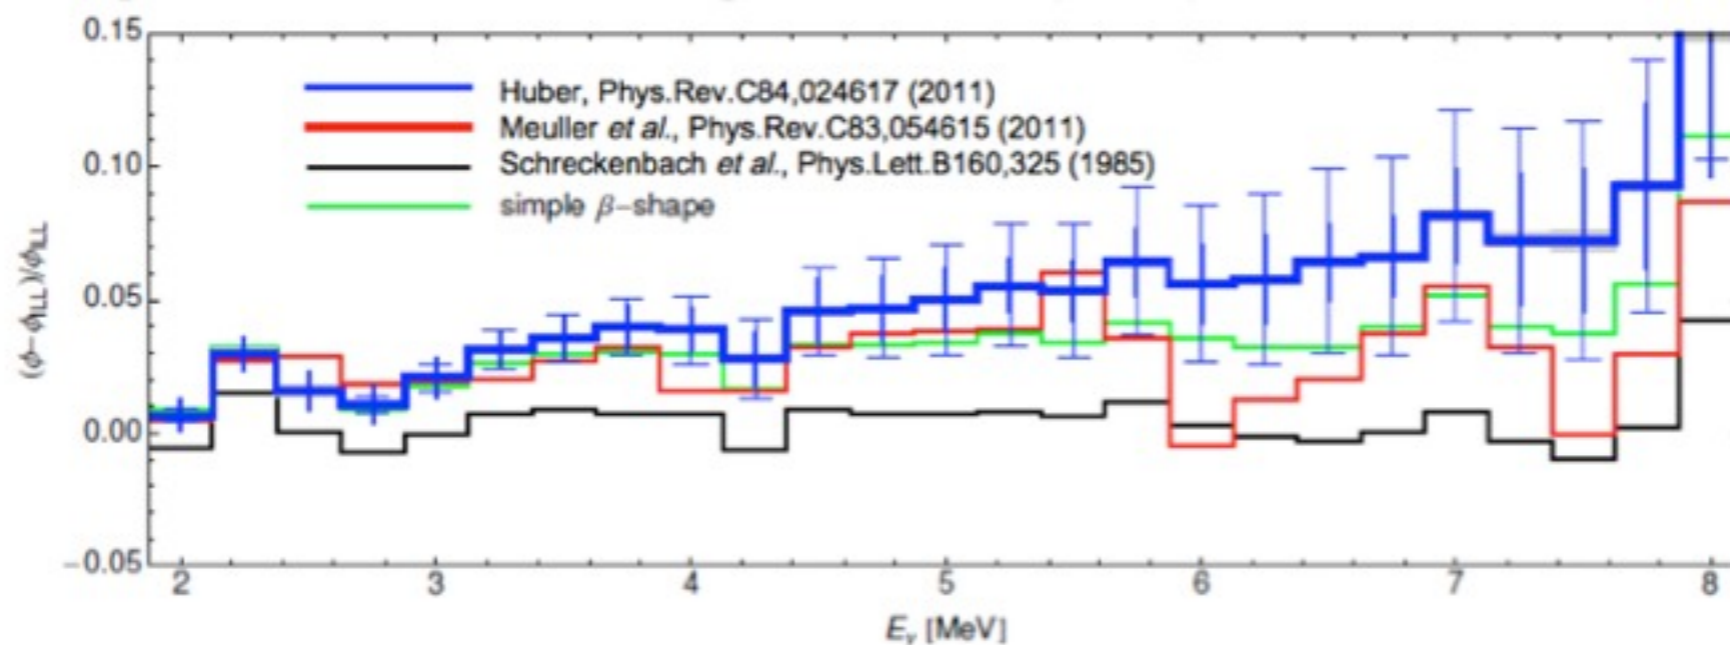 0.15
0.10
0.05
0.00
−0.05
(ϕ−ϕILL)/ϕILL
Huber, Phys.Rev.C84,024617 (2011)
Meuller et al., Phys.Rev.C83,054615 (2011)
Schreckenbach et al., Phys.Lett.B160,325 (1985)
simple β−shape
2 3 4 5 6 7 8
Eν [MeV]